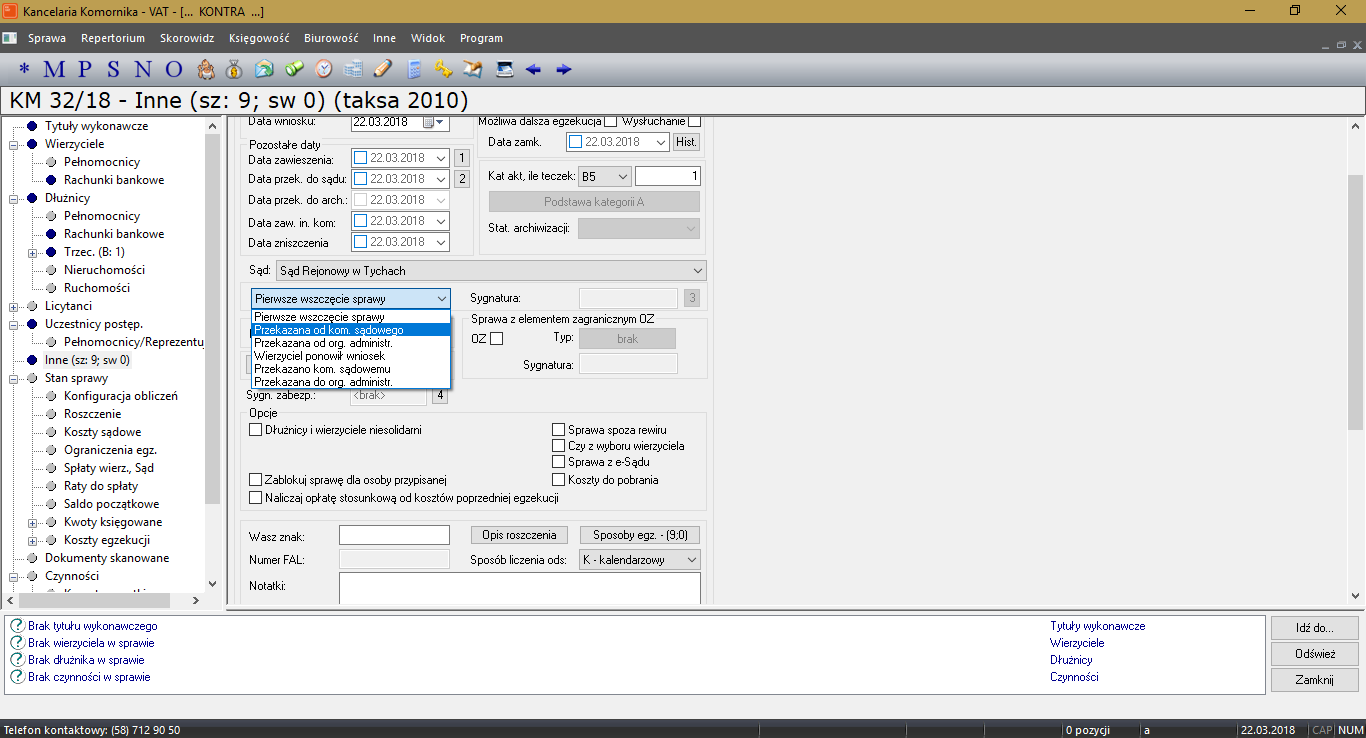 Kancelaria Komornika - VAT - [... KONTRA ...]
Sprawa Repertorium Skorowidz Księgowość Biurowość Inne Widok Program
* M P S N O
KM 32/18 - Inne (sz: 9; sw 0) (taksa 2010)
Tytuły wykonawcze
Wierzyciele
Pełnomocnicy
Rachunki bankowe
Dłużnicy
Pełnomocnicy
Rachunki bankowe
Trzec. (B: 1)
Nieruchomości
Ruchomości
Licytanci
Uczestnicy postęp.
Pełnomocnicy/Reprezentu
Inne (sz: 9; sw 0)
Stan sprawy
Konfiguracja obliczeń
Roszczenie
Koszty sądowe
Ograniczenia egz.
Spłaty wierz., Sąd
Raty do spłaty
Saldo początkowe
Kwoty księgowane
Koszty egzekucji
Dokumenty skanowane
Czynności
Data wniosku: 22.03.2018
Możliwa dalsza egzekucja Wysłuchanie
Pozostałe daty
Data zamk. 22.03.2018 Hist.
Data zawieszenia: 22.03.2018 1
Data przek. do sądu: 22.03.2018 2
Kat akt, ile teczek: B5 1
Data przek. do arch.: 22.03.2018
Podstawa kategorii A
Data zaw. in. kom: 22.03.2018
Stat. archiwizacji:
Data zniszczenia 22.03.2018
Sąd: Sąd Rejonowy w Tychach
Pierwsze wszczęcie sprawy
Sygnatura: 3
Pierwsze wszczęcie sprawy
Przekazana od kom. sądowego
Przekazana od org. administr.
Wierzyciel ponowił wniosek
Przekazano kom. sądowemu
Przekazana do org. administr.
Sprawa z elementem zagranicznym OZ
OZ Typ: brak
Sygnatura:
Sygn. zabezp.: <brak> 4
Opcje
Dłużnicy i wierzyciele niesolidarni
Sprawa spoza rewiru
Czy z wyboru wierzyciela
Sprawa z e-Sądu
Zablokuj sprawę dla osoby przypisanej
Koszty do pobrania
Naliczaj opłatę stosunkową od kosztów poprzedniej egzekucji
Wasz znak: Opis roszczenia Sposoby egz. - (9;0)
Numer FAL: Sposób liczenia ods: K - kalendarzowy
Notatki:
Brak tytułu wykonawczego Tytuły wykonawcze
Brak wierzyciela w sprawie Wierzyciele
Brak dłużnika w sprawie Dłużnicy
Brak czynności w sprawie Czynności
Idź do...
Odśwież
Zamknij
Telefon kontaktowy: (58) 712 90 50 0 pozycji a 22.03.2018 CAP NUM